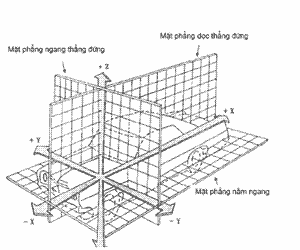 Mặt phẳng dọc thẳng đứng
Mặt phẳng ngang thẳng đứng
+ Z
+ X
+ Y
Mặt phẳng nằm ngang
– X
– Y